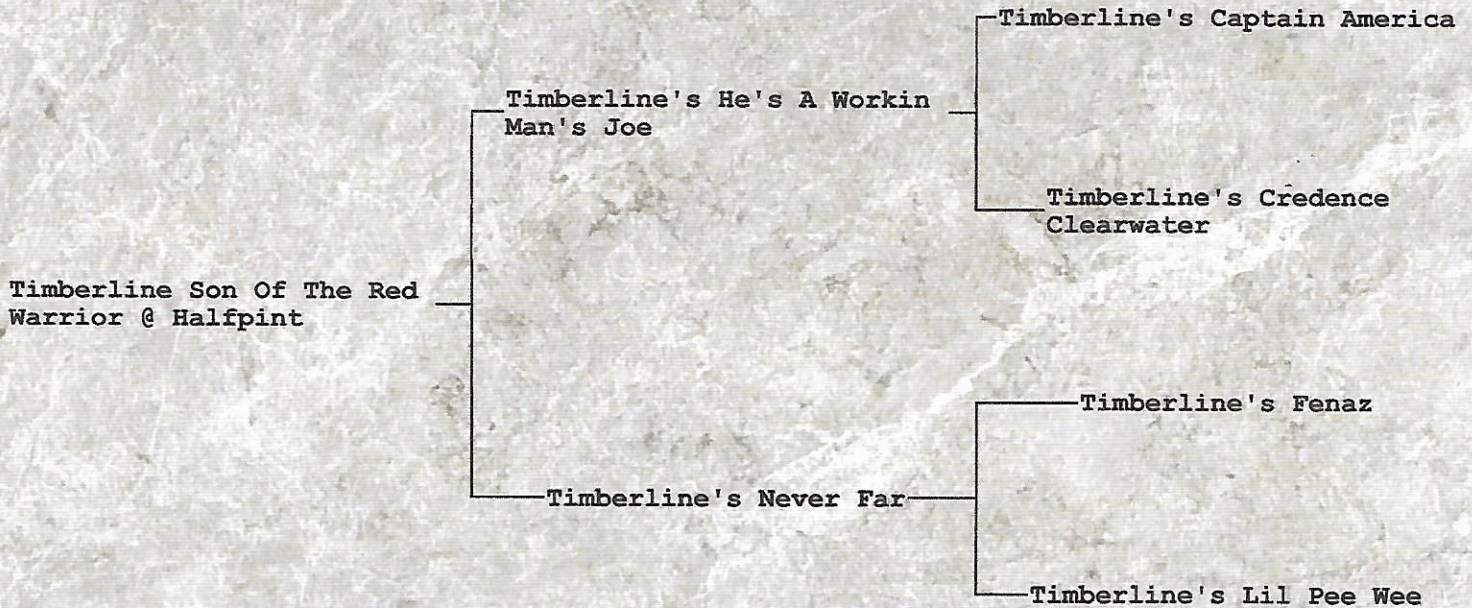 Timberline's Captain America
Timberline's He's A Workin
Man's Joe
Timberline's Credence
Clearwater
Timberline Son Of The Red
Warrior @ Halfpint
Timberline's Fenaz
Timberline's Never Far
Timberline's Lil Pee Wee